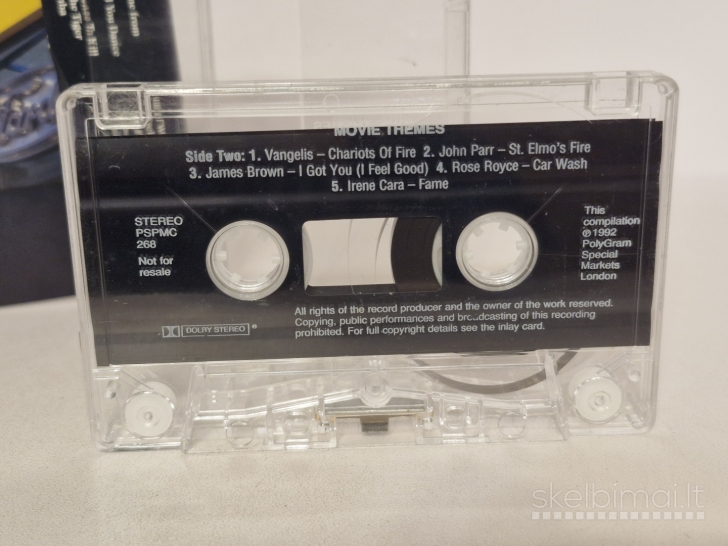 MOVIE THEMES
Side Two: 1. Vangelis – Chariots Of Fire 2. John Parr – St. Elmo's Fire
3. James Brown – I Got You (I Feel Good) 4. Rose Royce – Car Wash
5. Irene Cara – Fame
STEREO
PSPMC
268
Not for
resale
This
compilation
℗ 1992
PolyGram
Special
Markets
London
All rights of the record producer and the owner of the work reserved.
Copying, public performances and broadcasting of this recording
prohibited. For full copyright details see the inlay card.
DOLBY STEREO
skelbimai.lt